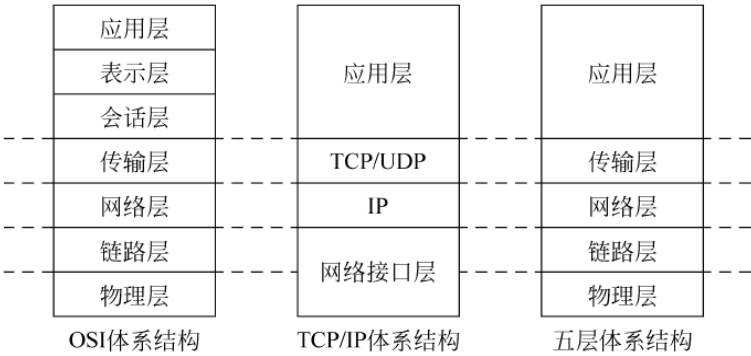 应用层
表示层
会话层
传输层
网络层
链路层
物理层
OSI体系结构
应用层
TCP/UDP
IP
网络接口层
TCP/IP体系结构
应用层
传输层
网络层
链路层
物理层
五层体系结构